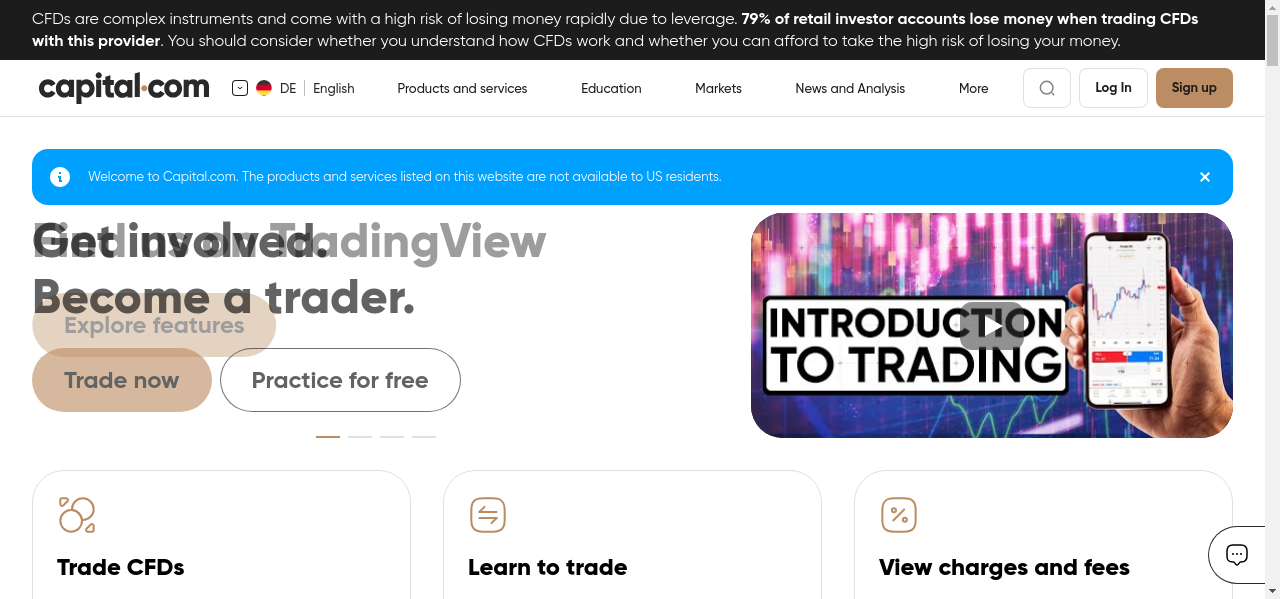 CFDs are complex instruments and come with a high risk of losing money rapidly due to leverage. 79% of retail investor accounts lose money when trading CFDs
with this provider. You should consider whether you understand how CFDs work and whether you can afford to take the high risk of losing your money.
capital.com
DE English
Products and services
Education
Markets
News and Analysis
More
Log In
Sign up
Welcome to Capital.com. The products and services listed on this website are not available to US residents.
Find us on TradingView
Get involved.
Become a trader.
Explore features
Trade now
Practice for free
INTRODUCTION
TO TRADING
Trade CFDs
Learn to trade
View charges and fees